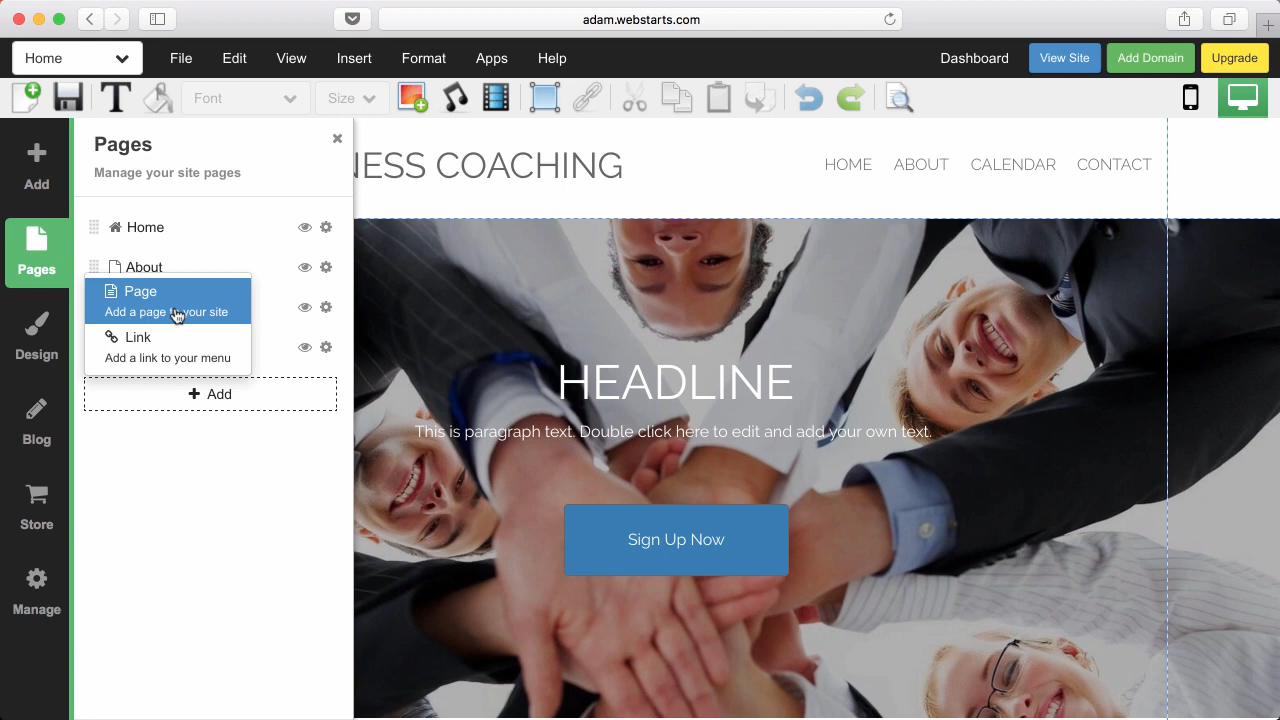 adam.webstarts.com
Home File Edit View Insert Format Apps Help Dashboard View Site Add Domain Upgrade
Font Size
Add
Pages
Design
Blog
Store
Manage
Pages
Manage your site pages
Home
About
Page
Add a page your site
Link
Add a link to your menu
Add
NESS COACHING
HOME ABOUT CALENDAR CONTACT
HEADLINE
This is paragraph text. Double click here to edit and add your own text.
Sign Up Now